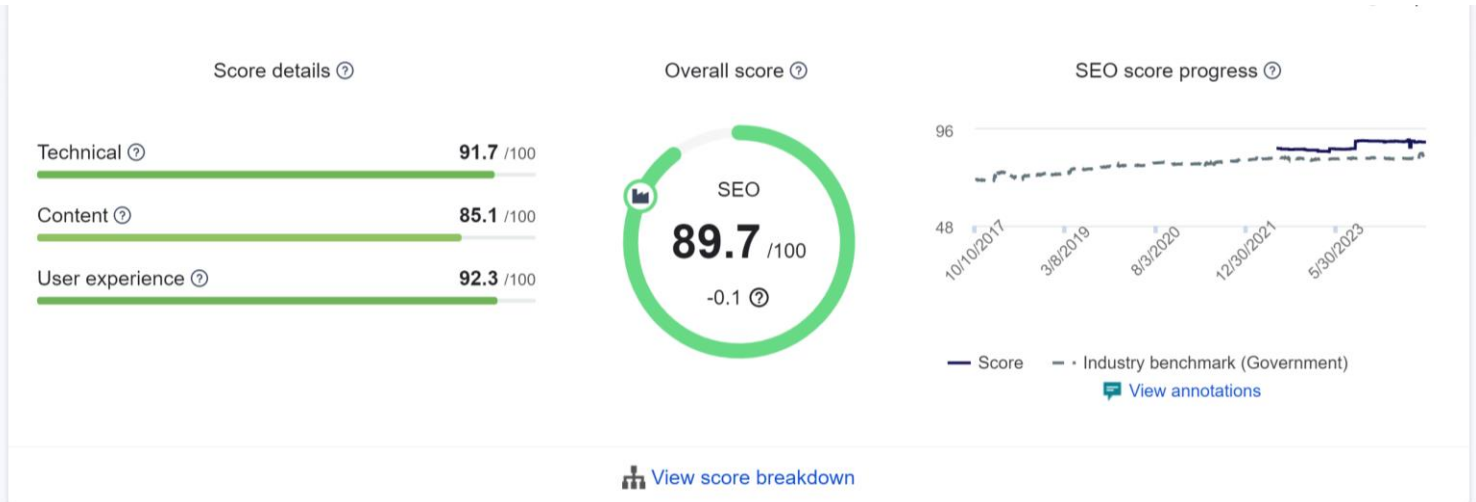 Score details
Technical 91.7 /100
Content 85.1 /100
User experience 92.3 /100
Overall score
SEO
89.7 /100
-0.1
SEO score progress
96
48
10/10/2017
3/8/2019
8/3/2020
12/30/2021
5/30/2023
Score
Industry benchmark (Government)
View annotations
View score breakdown